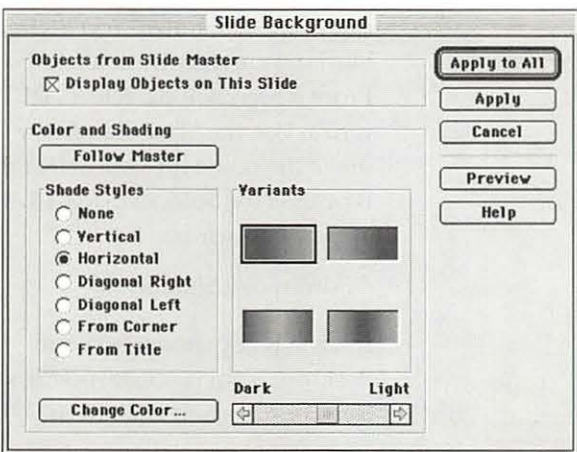 Slide Background
Objects from Slide Master
Display Objects on This Slide
Apply to All
Apply
Cancel
Preview
Help
Color and Shading
Follow Master
Shade Styles
None
Vertical
Horizontal
Diagonal Right
Diagonal Left
From Corner
From Title
Variants
Dark Light
Change Color...